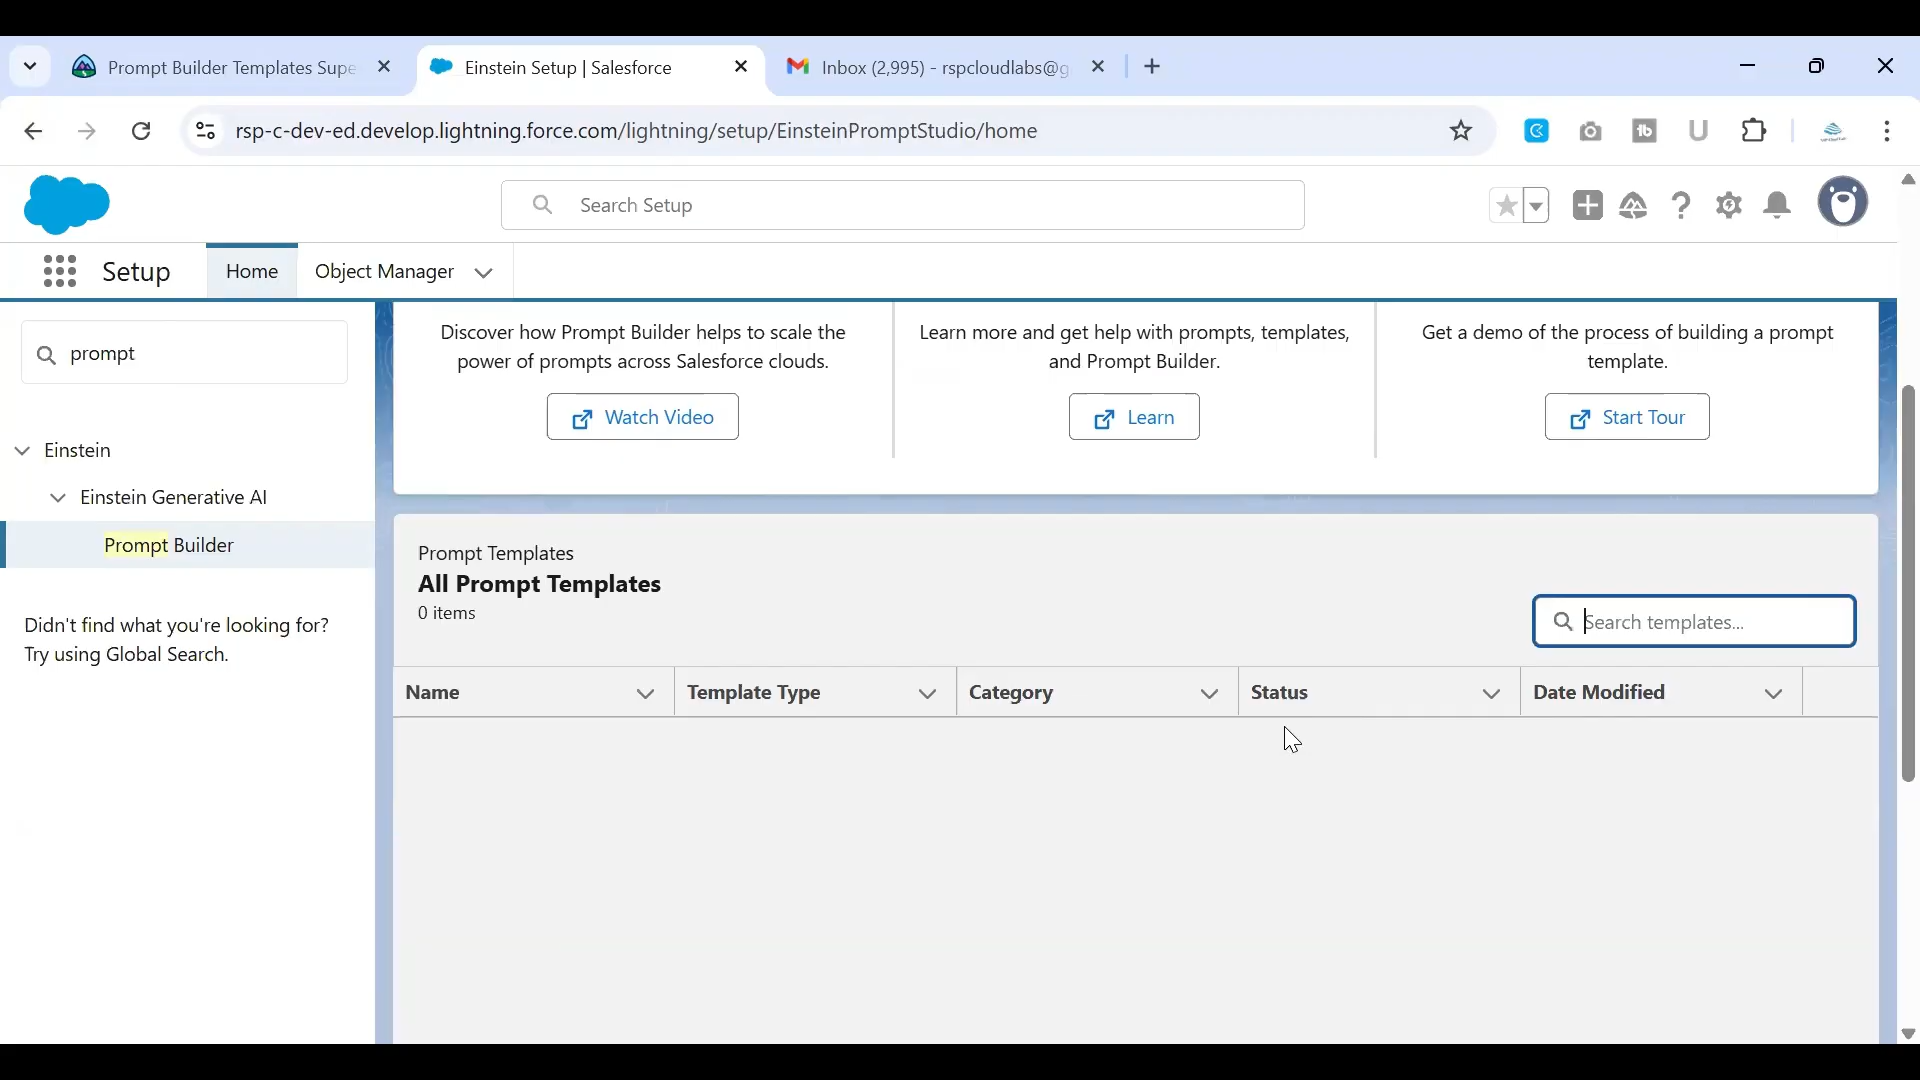 Prompt Builder Templates Supe
Einstein Setup | Salesforce
Inbox (2,995) - rspcloudlabs@g
rsp-c-dev-ed.develop.lightning.force.com/lightning/setup/EinsteinPromptStudio/home
Search Setup
Setup
Home
Object Manager
prompt
Einstein
Einstein Generative AI
Prompt Builder
Didn't find what you're looking for?
Try using Global Search.
Discover how Prompt Builder helps to scale the
power of prompts across Salesforce clouds.
Watch Video
Learn more and get help with prompts, templates,
and Prompt Builder.
Learn
Get a demo of the process of building a prompt
template.
Start Tour
Prompt Templates
All Prompt Templates
0 items
Search templates...
Name
Template Type
Category
Status
Date Modified